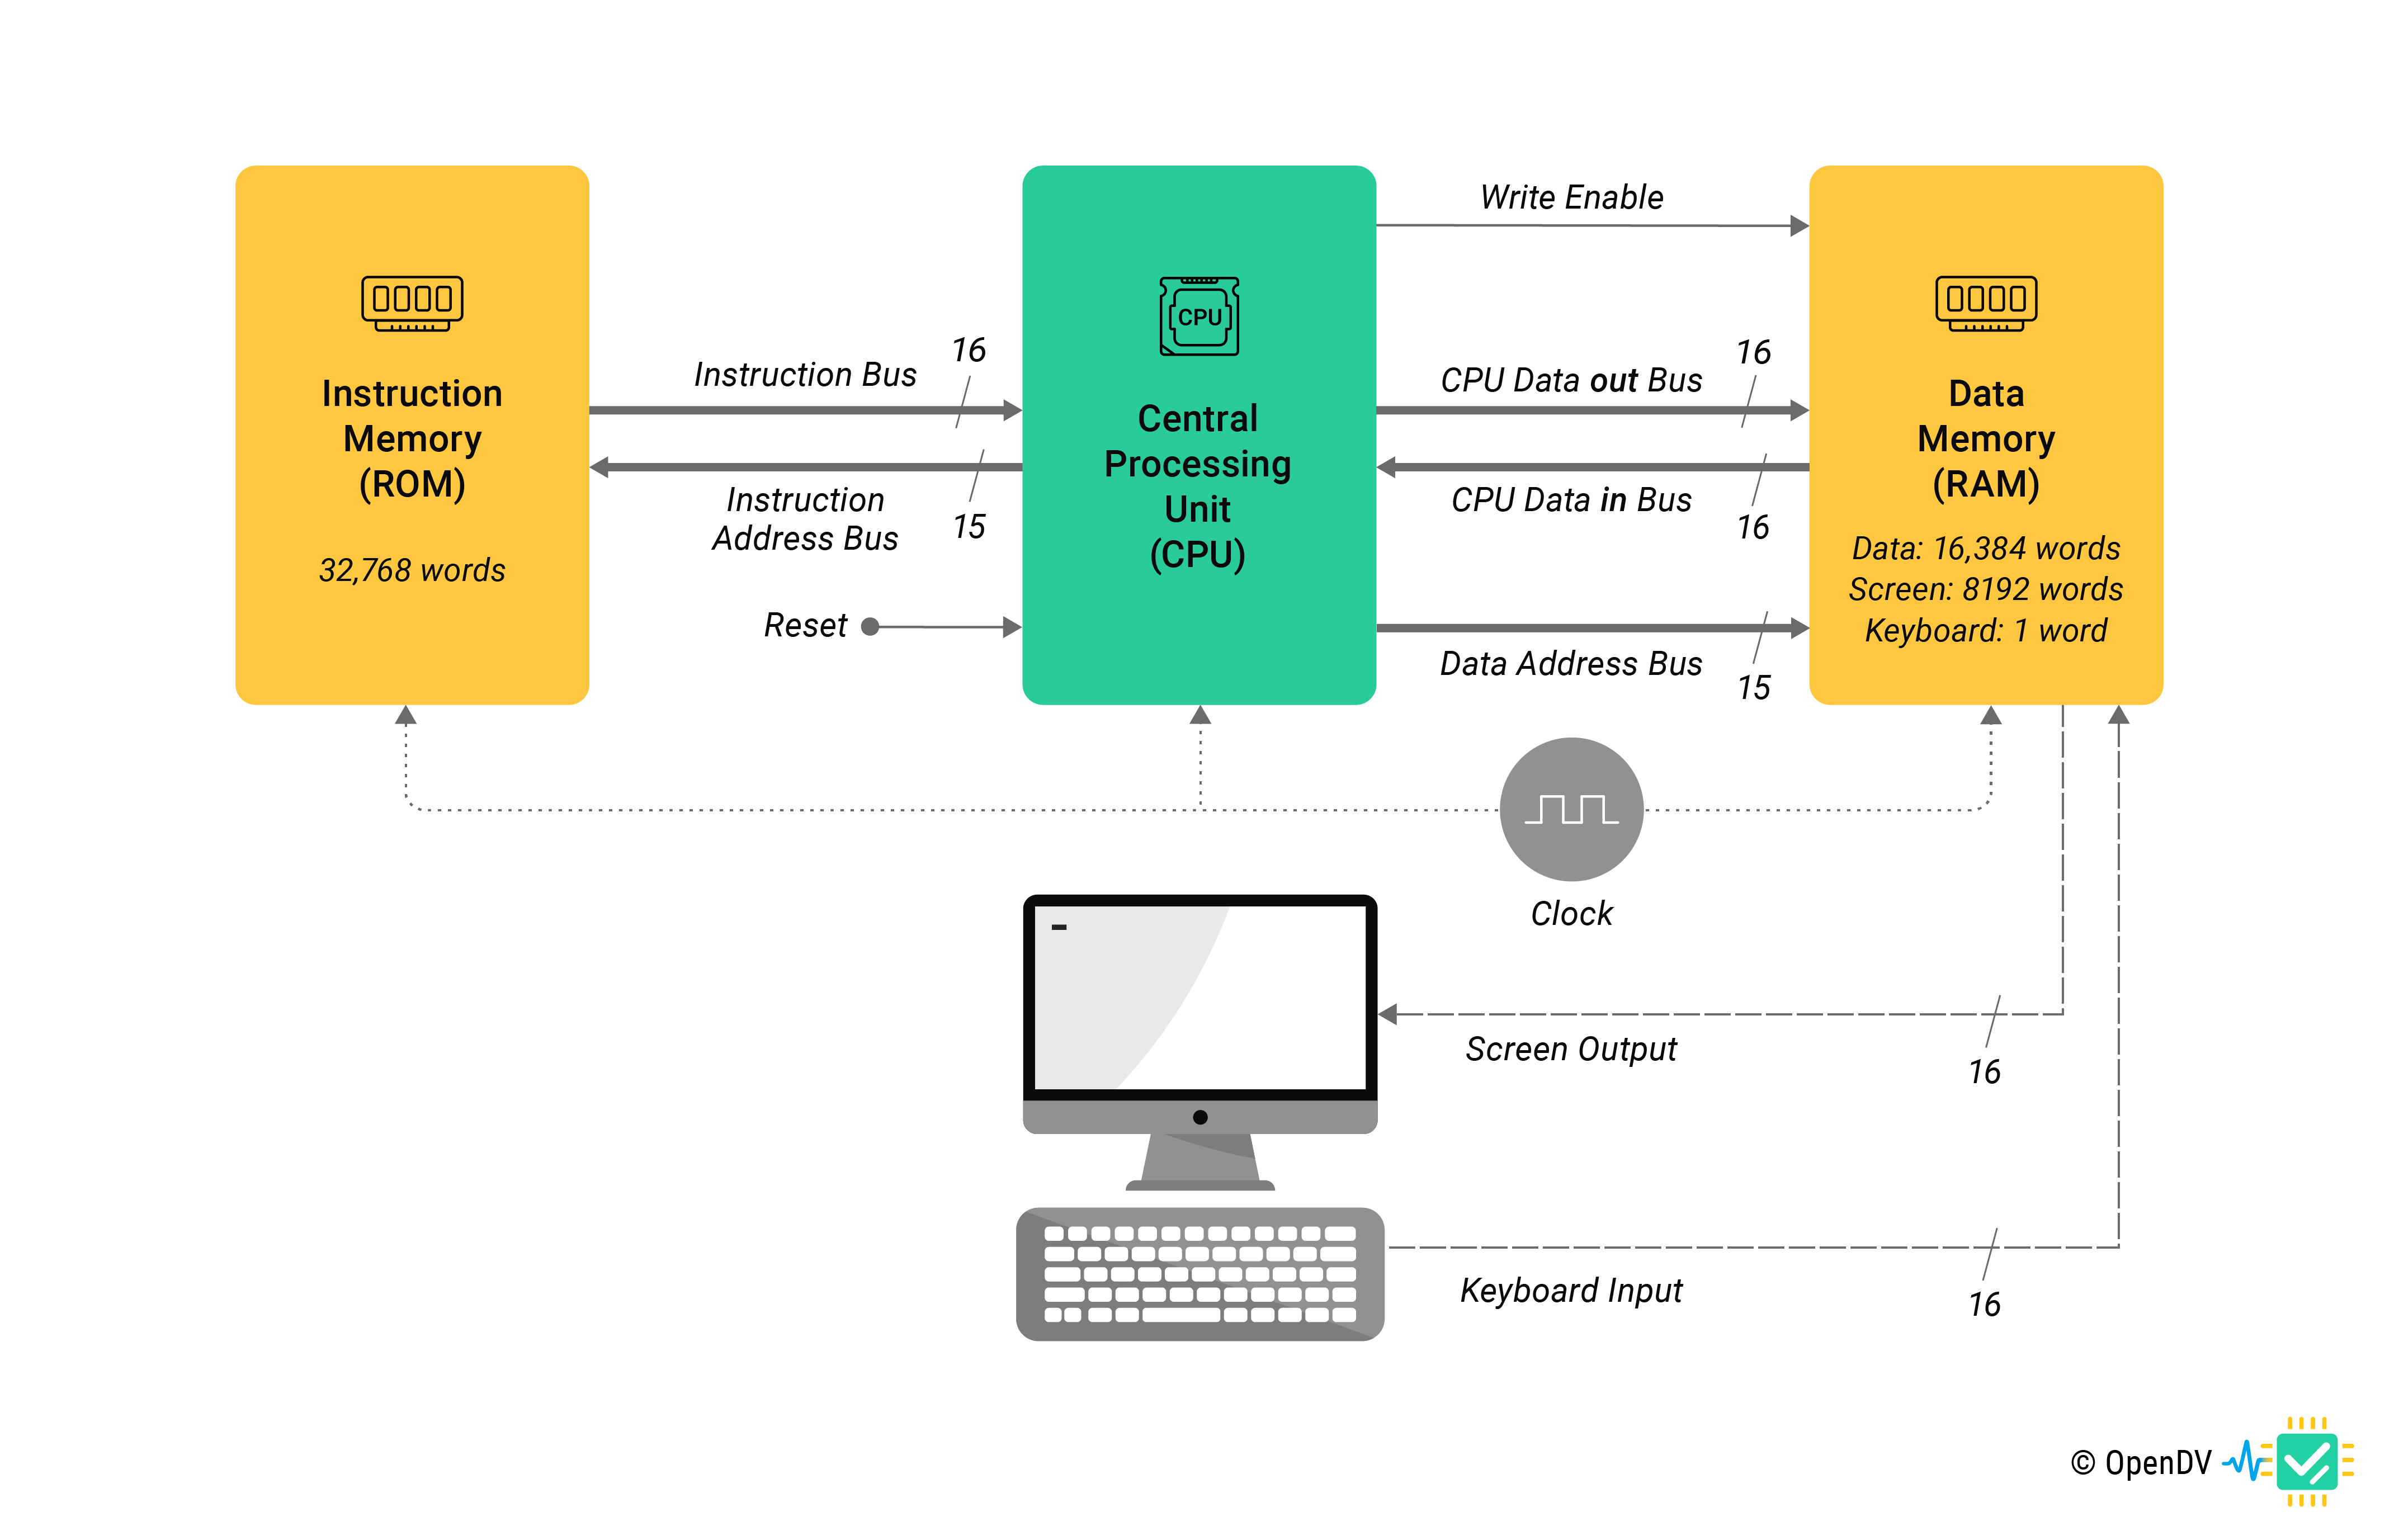 Instruction
Memory
(ROM)
32,768 words
Instruction Bus
16
Instruction
Address Bus
15
Reset
CPU
Central
Processing
Unit
(CPU)
Write Enable
CPU Data out Bus
16
CPU Data in Bus
16
Data Address Bus
15
Data
Memory
(RAM)
Data: 16,384 words
Screen: 8192 words
Keyboard: 1 word
Clock
Screen Output
16
Keyboard Input
16
© OpenDV